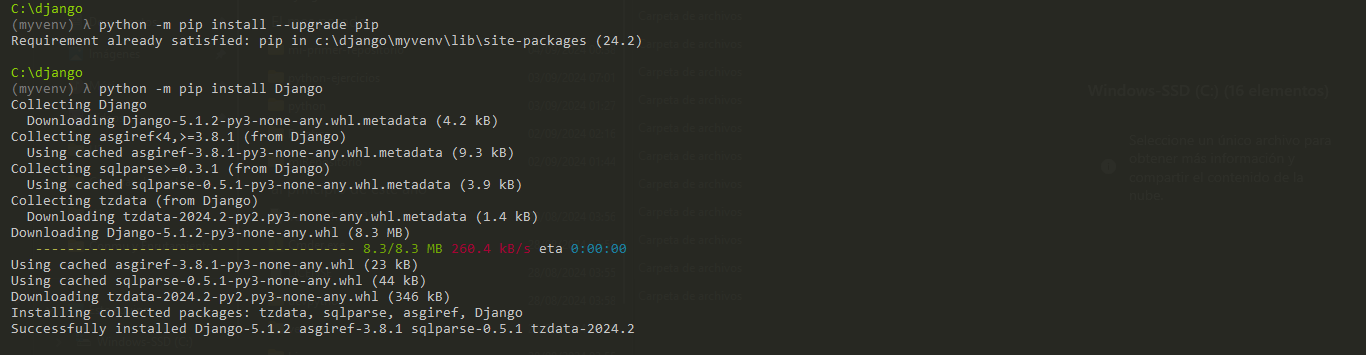 C:\django
(myvenv) λ python -m pip install --upgrade pip
Requirement already satisfied: pip in c:\django\myvenv\lib\site-packages (24.2)
C:\django
(myvenv) λ python -m pip install Django
Collecting Django
  Downloading Django-5.1.2-py3-none-any.whl.metadata (4.2 kB)
Collecting asgiref<4,>=3.8.1 (from Django)
  Using cached asgiref-3.8.1-py3-none-any.whl.metadata (9.3 kB)
Collecting sqlparse>=0.3.1 (from Django)
  Using cached sqlparse-0.5.1-py3-none-any.whl.metadata (3.9 kB)
Collecting tzdata (from Django)
  Downloading tzdata-2024.2-py2.py3-none-any.whl.metadata (1.4 kB)
Downloading Django-5.1.2-py3-none-any.whl (8.3 MB)
   ---------------------------------------- 8.3/8.3 MB 260.4 kB/s eta 0:00:00
Using cached asgiref-3.8.1-py3-none-any.whl (23 kB)
Using cached sqlparse-0.5.1-py3-none-any.whl (44 kB)
Downloading tzdata-2024.2-py2.py3-none-any.whl (346 kB)
Installing collected packages: tzdata, sqlparse, asgiref, Django
Successfully installed Django-5.1.2 asgiref-3.8.1 sqlparse-0.5.1 tzdata-2024.2
Windows-SSD (C:) (16 elementos)
Seleccione un único archivo para
obtener más información y
compartir el contenido de la
nube.